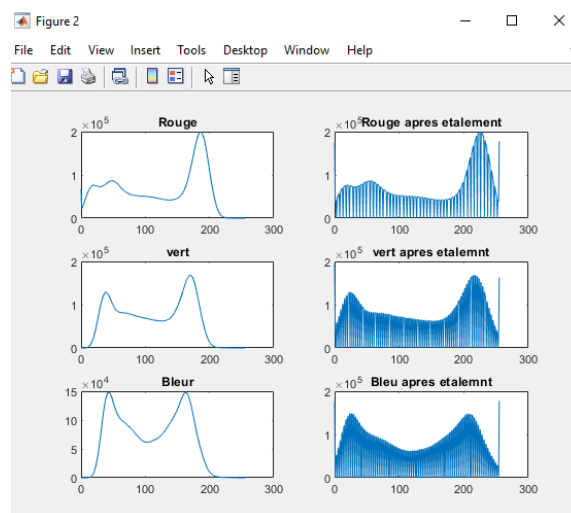 Figure 2
File Edit View Insert Tools Desktop Window Help
×10^5 Rouge
2
1
0
0 100 200 300
×10^5 Rouge apres etalement
2
1
0
0 100 200 300
×10^5 vert
2
1
0
0 100 200 300
×10^5 vert apres etalemnt
2
1
0
0 100 200 300
×10^4 Bleur
15
10
5
0
0 100 200 300
×10^5 Bleu apres etalemnt
2
1
0
0 100 200 300